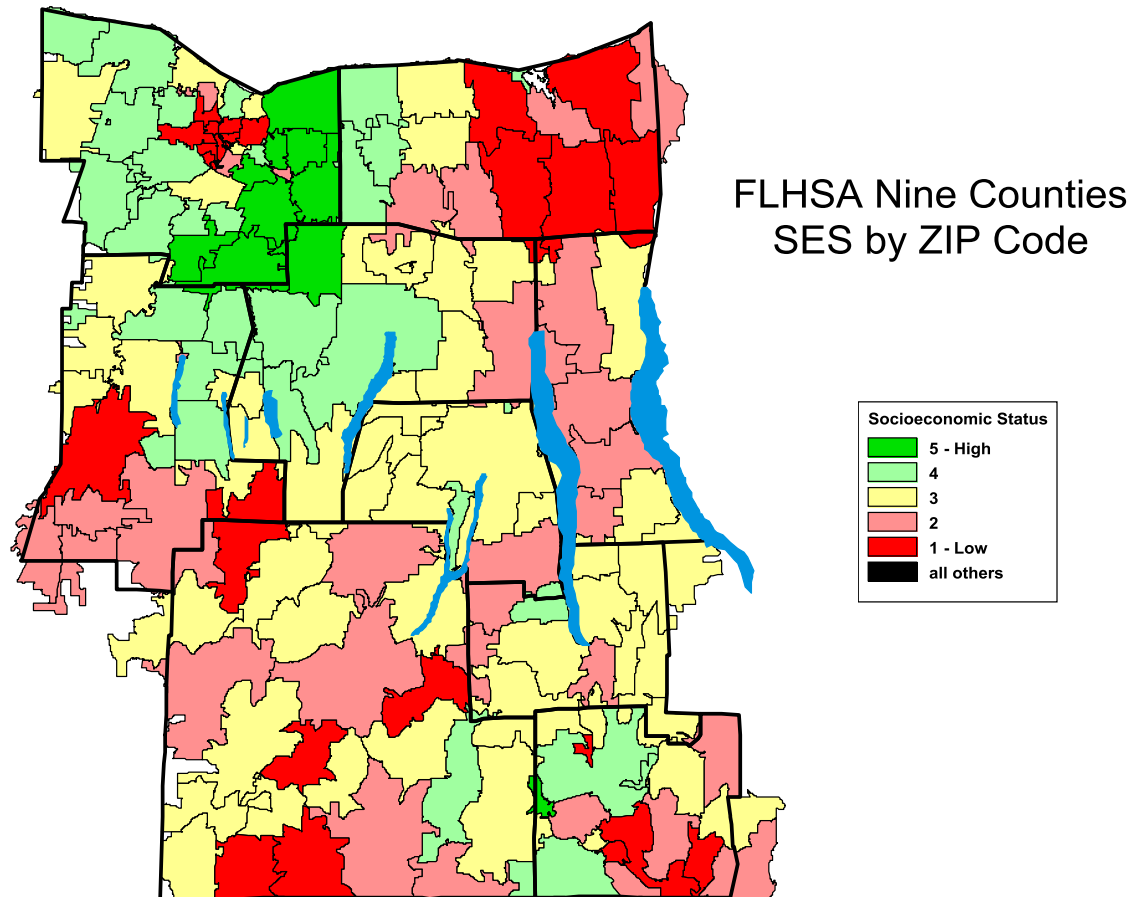 FLHSA Nine Counties
SES by ZIP Code
Socioeconomic Status
5 - High
4
3
2
1 - Low
all others